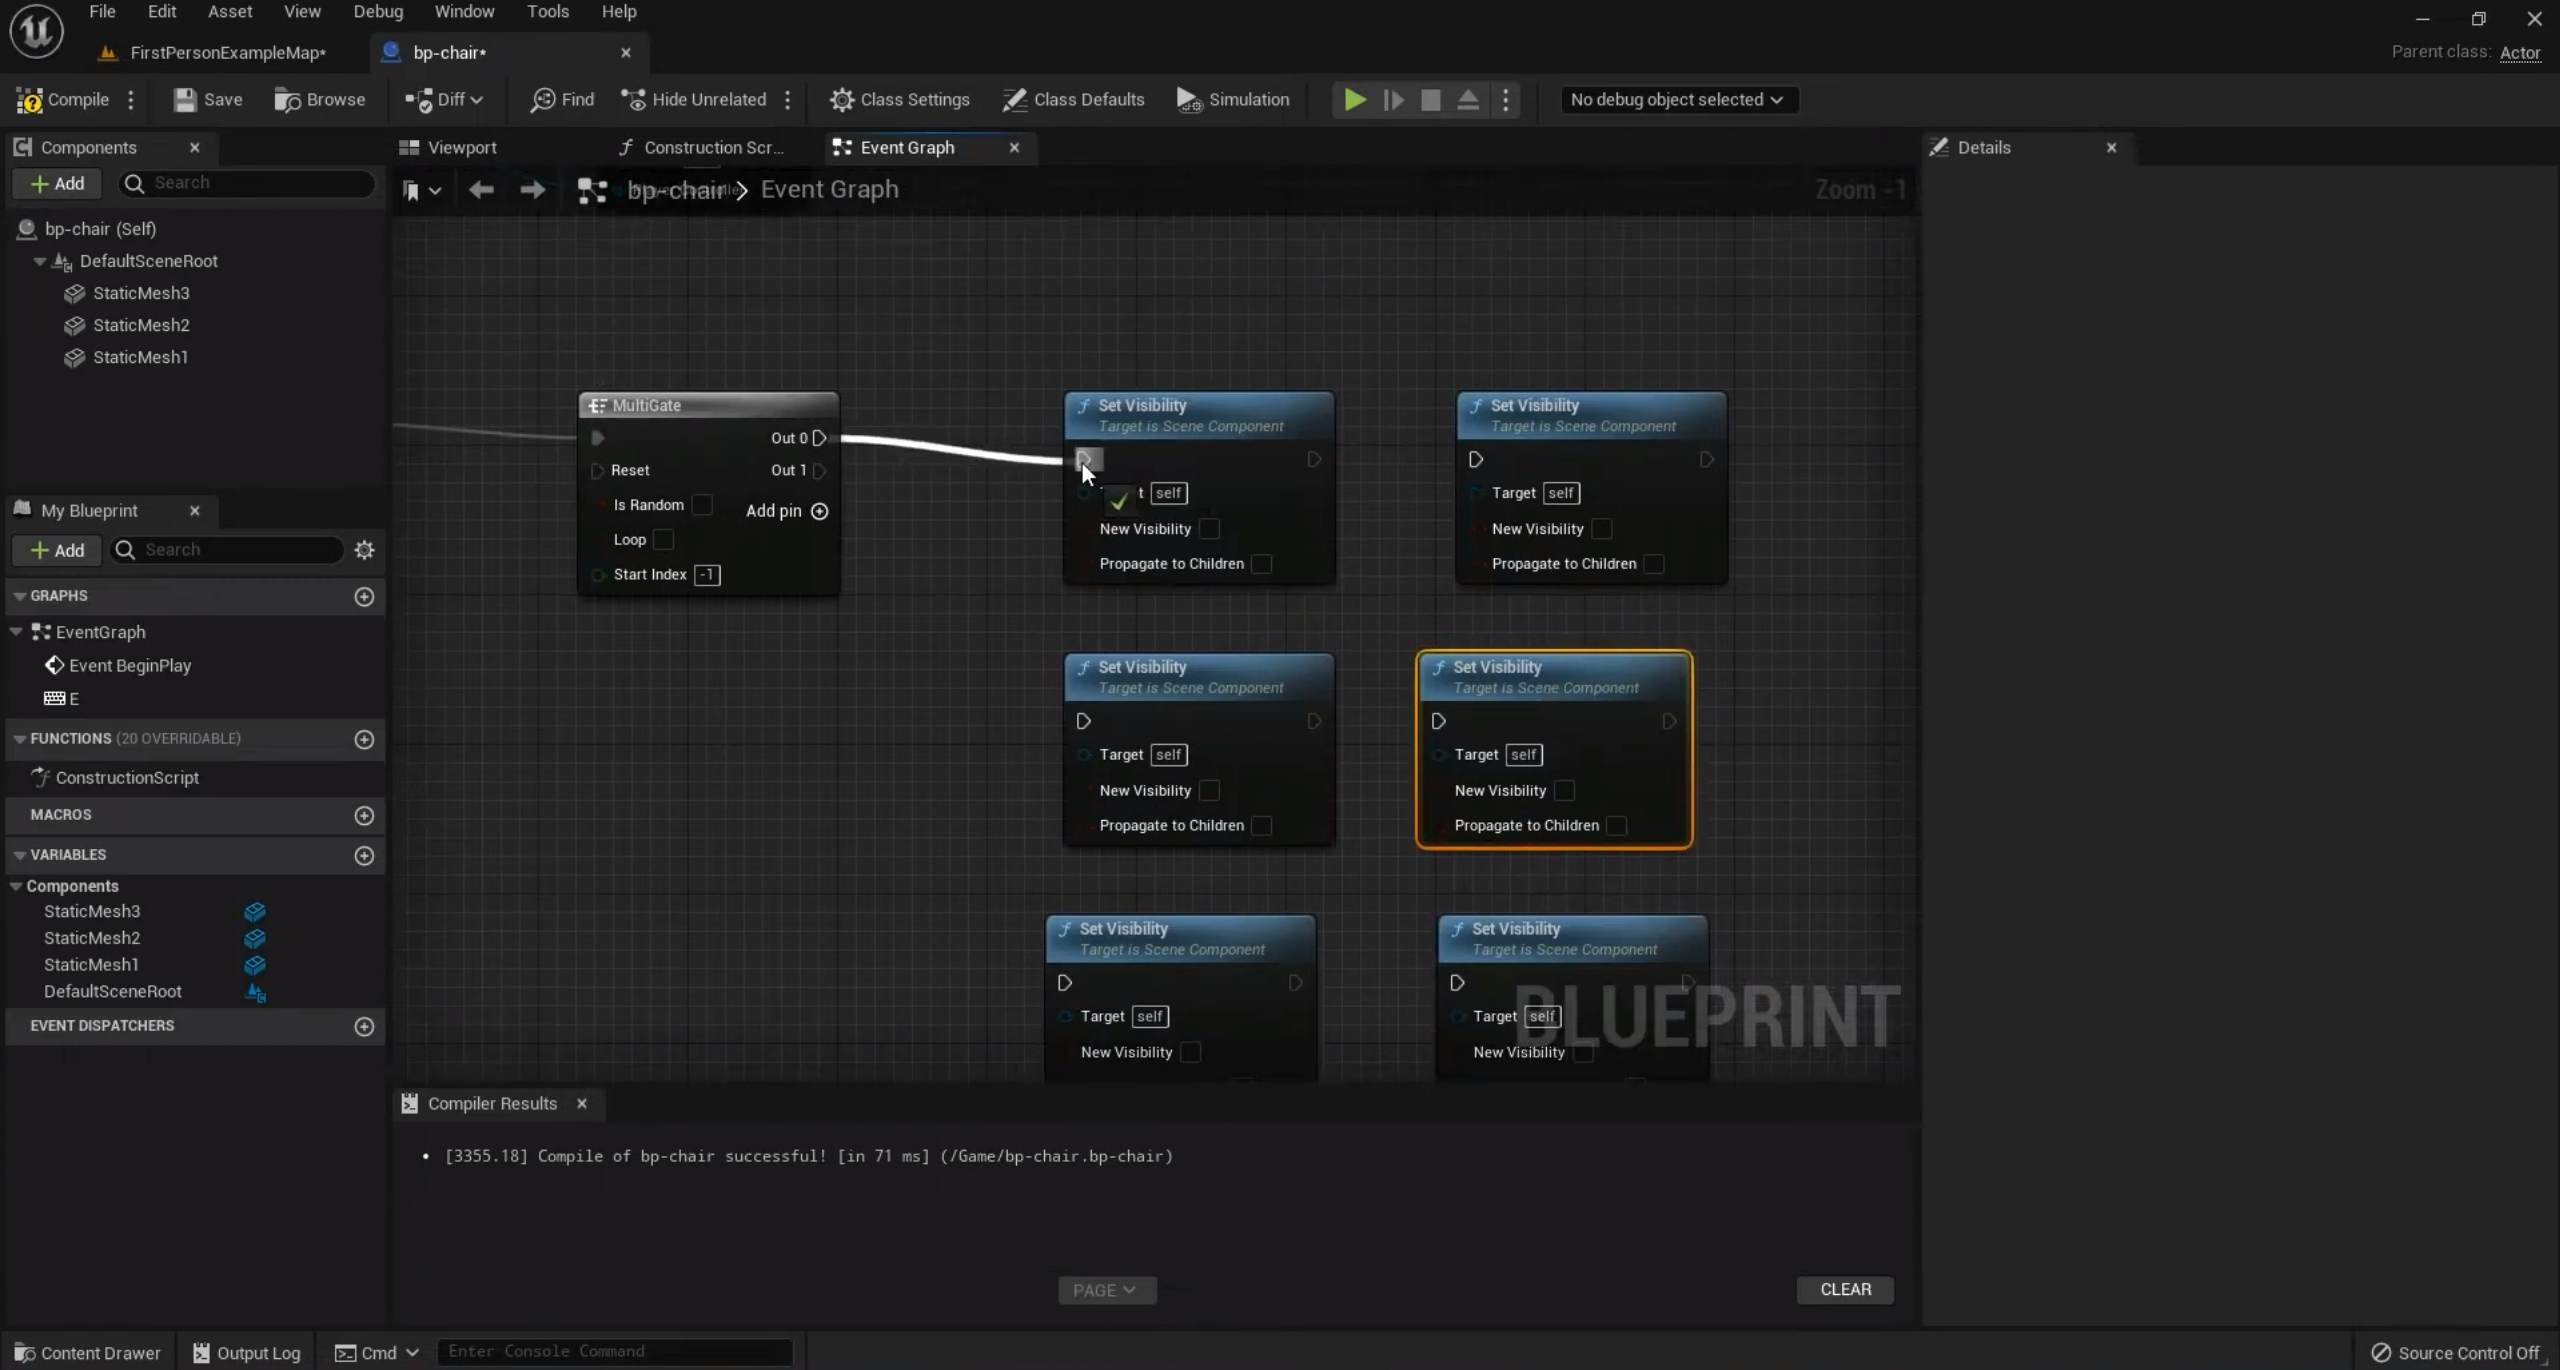 File Edit Asset View Debug Window Tools Help
FirstPersonExampleMap* bp-chair*
Parent class: Actor
Compile Save Browse Diff Find Hide Unrelated Class Settings Class Defaults Simulation No debug object selected
Components
Viewport Construction Scr... Event Graph
Details
Add Search
bp-chair > Event Graph
Zoom -1
bp-chair (Self)
DefaultSceneRoot
StaticMesh3
StaticMesh2
StaticMesh1
My Blueprint
Add Search
GRAPHS
EventGraph
Event BeginPlay
E
FUNCTIONS (20 OVERRIDABLE)
ConstructionScript
MACROS
VARIABLES
Components
StaticMesh3
StaticMesh2
StaticMesh1
DefaultSceneRoot
EVENT DISPATCHERS
MultiGate
Out 0
Reset Out 1
Is Random Add pin
Loop
Start Index -1
Set Visibility
Target is Scene Component
t self
New Visibility
Propagate to Children
Set Visibility
Target is Scene Component
Target self
New Visibility
Propagate to Children
Set Visibility
Target is Scene Component
Target self
New Visibility
Propagate to Children
Set Visibility
Target is Scene Component
Target self
New Visibility
Propagate to Children
Set Visibility
Target is Scene Component
Target self
New Visibility
Set Visibility
Target is Scene Component
Target self
New Visibility
BLUEPRINT
Compiler Results
• [3355.18] Compile of bp-chair successful! [in 71 ms] (/Game/bp-chair.bp-chair)
PAGE
CLEAR
Content Drawer Output Log Cmd Enter Console Command Source Control Off